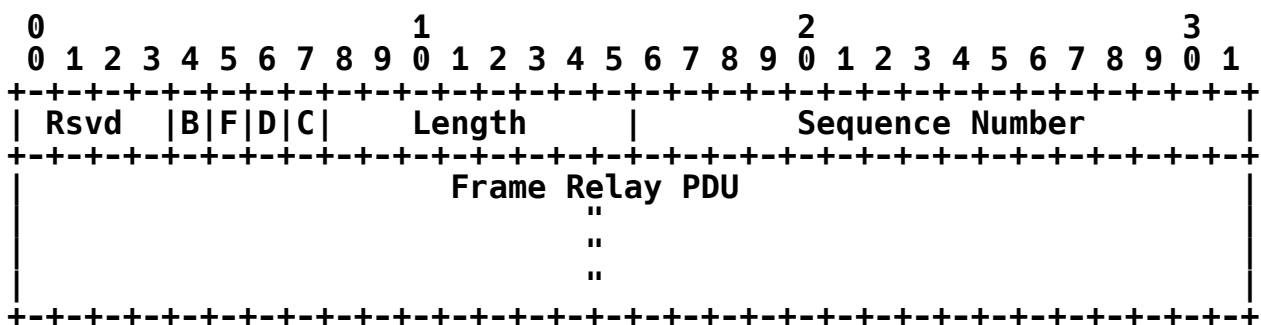 0                   1                   2                   3
 0 1 2 3 4 5 6 7 8 9 0 1 2 3 4 5 6 7 8 9 0 1 2 3 4 5 6 7 8 9 0 1
+-+-+-+-+-+-+-+-+-+-+-+-+-+-+-+-+-+-+-+-+-+-+-+-+-+-+-+-+-+-+-+-+
| Rsvd  |B|F|D|C|    Length     |        Sequence Number        |
+-+-+-+-+-+-+-+-+-+-+-+-+-+-+-+-+-+-+-+-+-+-+-+-+-+-+-+-+-+-+-+-+
|                      Frame Relay PDU                          |
|                             "                                 |
|                             "                                 |
|                             "                                 |
+-+-+-+-+-+-+-+-+-+-+-+-+-+-+-+-+-+-+-+-+-+-+-+-+-+-+-+-+-+-+-+-+